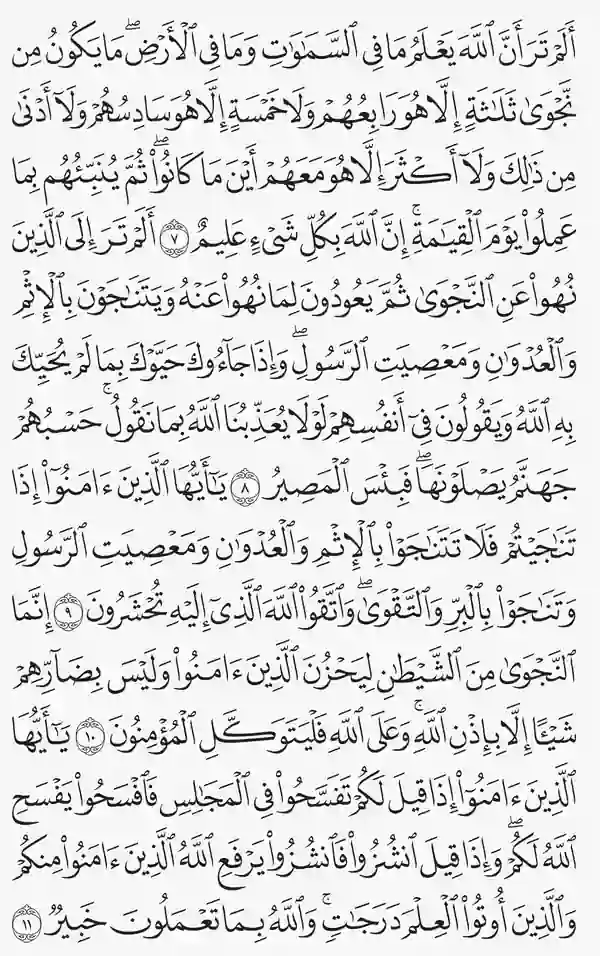 أَلَمْ تَرَ أَنَّ ٱللَّهَ يَعْلَمُ مَا فِى ٱلسَّمَٰوَٰتِ وَمَا فِى ٱلْأَرْضِ ۖ مَا يَكُونُ مِن
نَّجْوَىٰ ثَلَٰثَةٍ إِلَّا هُوَ رَابِعُهُمْ وَلَا خَمْسَةٍ إِلَّا هُوَ سَادِسُهُمْ وَلَآ أَدْنَىٰ
مِن ذَٰلِكَ وَلَآ أَكْثَرَ إِلَّا هُوَ مَعَهُمْ أَيْنَ مَا كَانُوا۟ ۖ ثُمَّ يُنَبِّئُهُم بِمَا
عَمِلُوا۟ يَوْمَ ٱلْقِيَٰمَةِ ۚ إِنَّ ٱللَّهَ بِكُلِّ شَىْءٍ عَلِيمٌ ٧ أَلَمْ تَرَ إِلَى ٱلَّذِينَ
نُهُوا۟ عَنِ ٱلنَّجْوَىٰ ثُمَّ يَعُودُونَ لِمَا نُهُوا۟ عَنْهُ وَيَتَنَٰجَوْنَ بِٱلْإِثْمِ
وَٱلْعُدْوَٰنِ وَمَعْصِيَتِ ٱلرَّسُولِ ۖ وَإِذَا جَآءُوكَ حَيَّوْكَ بِمَا لَمْ يُحَيِّكَ
بِهِ ٱللَّهُ وَيَقُولُونَ فِىٓ أَنفُسِهِمْ لَوْلَا يُعَذِّبُنَا ٱللَّهُ بِمَا نَقُولُ ۚ حَسْبُهُمْ
جَهَنَّمُ يَصْلَوْنَهَا ۖ فَبِئْسَ ٱلْمَصِيرُ ٨ يَٰٓأَيُّهَا ٱلَّذِينَ ءَامَنُوٓا۟ إِذَا
تَنَٰجَيْتُمْ فَلَا تَتَنَٰجَوْا۟ بِٱلْإِثْمِ وَٱلْعُدْوَٰنِ وَمَعْصِيَتِ ٱلرَّسُولِ
وَتَنَٰجَوْا۟ بِٱلْبِرِّ وَٱلتَّقْوَىٰ ۖ وَٱتَّقُوا۟ ٱللَّهَ ٱلَّذِىٓ إِلَيْهِ تُحْشَرُونَ ٩ إِنَّمَا
ٱلنَّجْوَىٰ مِنَ ٱلشَّيْطَٰنِ لِيَحْزُنَ ٱلَّذِينَ ءَامَنُوا۟ وَلَيْسَ بِضَآرِّهِمْ
شَيْـًٔا إِلَّا بِإِذْنِ ٱللَّهِ ۚ وَعَلَى ٱللَّهِ فَلْيَتَوَكَّلِ ٱلْمُؤْمِنُونَ ١٠ يَٰٓأَيُّهَا
ٱلَّذِينَ ءَامَنُوٓا۟ إِذَا قِيلَ لَكُمْ تَفَسَّحُوا۟ فِى ٱلْمَجَٰلِسِ فَٱفْسَحُوا۟ يَفْسَحِ
ٱللَّهُ لَكُمْ ۖ وَإِذَا قِيلَ ٱنشُزُوا۟ فَٱنشُزُوا۟ يَرْفَعِ ٱللَّهُ ٱلَّذِينَ ءَامَنُوا۟ مِنكُمْ
وَٱلَّذِينَ أُوتُوا۟ ٱلْعِلْمَ دَرَجَٰتٍ ۚ وَٱللَّهُ بِمَا تَعْمَلُونَ خَبِيرٌ ١١